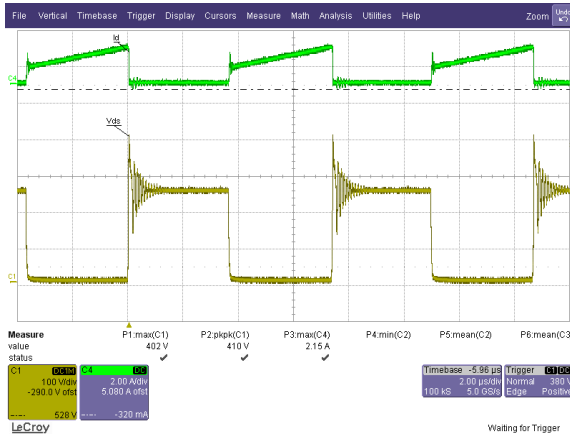 File Vertical Timebase Trigger Display Cursors Measure Math Analysis Utilities Help Zoom Undo
Id
C4
Vds
C1
Measure P1:max(C1) P2:pkpk(C1) P3:max(C4) P4:min(C2) P5:mean(C2) P6:mean(C3
value 402 V 410 V 2.15 A
status
C1 DC1M C4 DC Timebase -5.96 µs Trigger C1 DC
100 V/div 2.00 A/div 2.00 µs/div Normal 380 V
-290.0 V ofst 5.080 A ofst 100 kS 5.0 GS/s Edge Positive
528 V -320 mA
LeCroy Waiting for Trigger